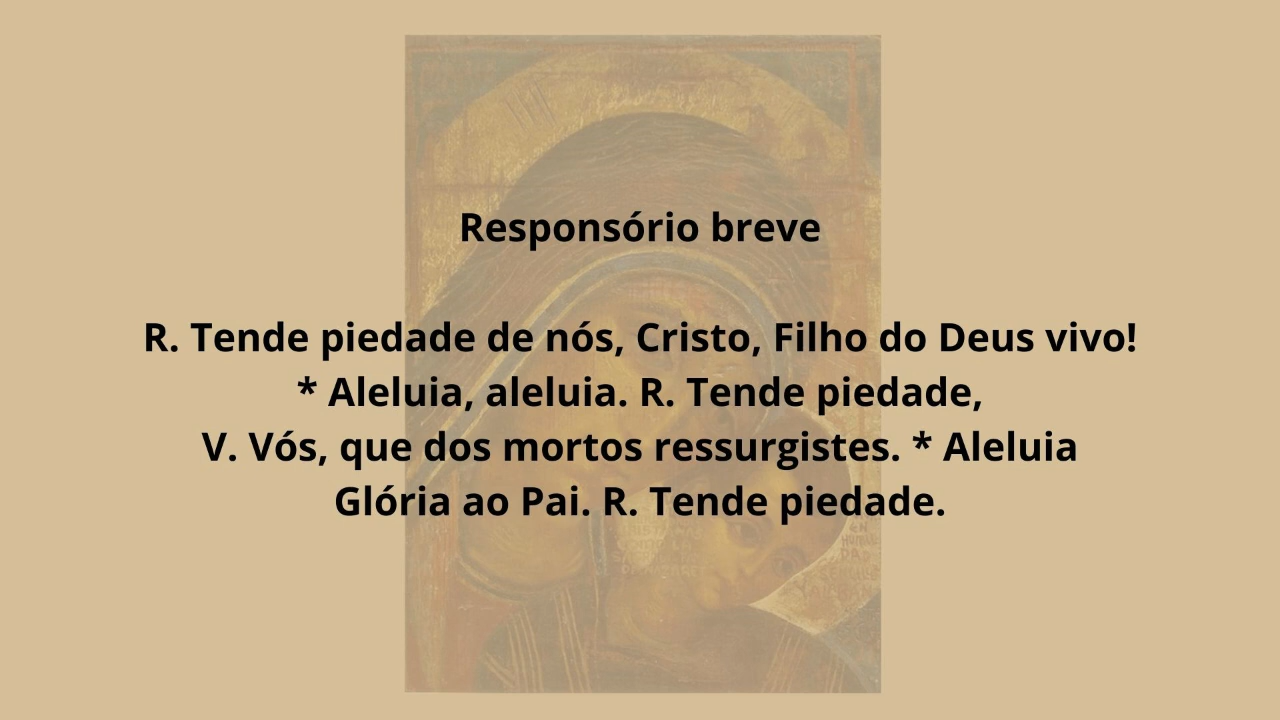 Responsório breve
R. Tende piedade de nós, Cristo, Filho do Deus vivo!
* Aleluia, aleluia. R. Tende piedade,
V. Vós, que dos mortos ressurgistes. * Aleluia
Glória ao Pai. R. Tende piedade.